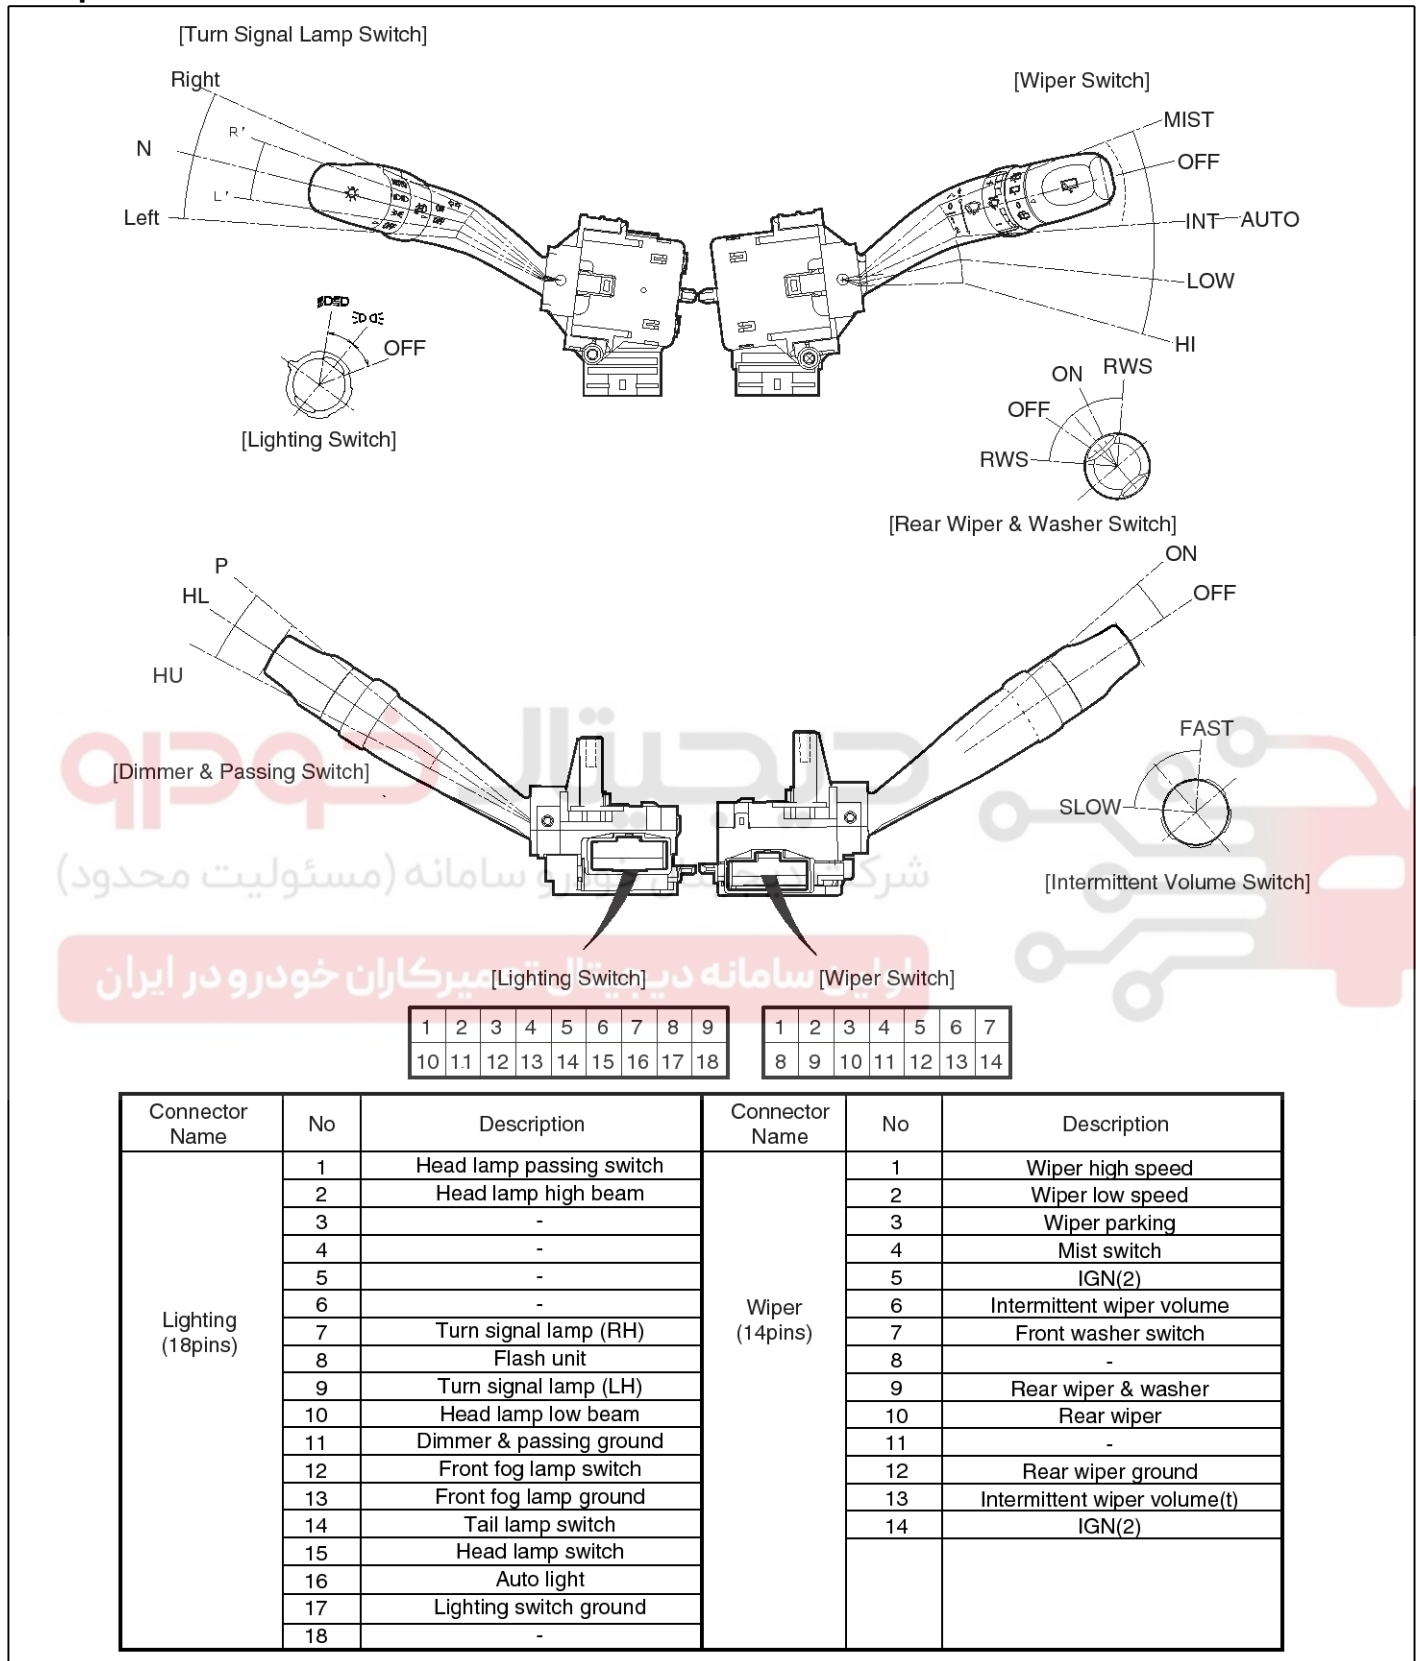 [Turn Signal Lamp Switch]
Right
R'
N
L'
Left
[Wiper Switch]
MIST
OFF
INT AUTO
LOW
HI
OFF
[Lighting Switch]
RWS
ON
OFF
RWS
[Rear Wiper & Washer Switch]
P
HL
HU
[Dimmer & Passing Switch]
ON
OFF
FAST
SLOW
[Intermittent Volume Switch]
دیجیتال خودرو
شرکت دیجیتال خودرو سامانه (مسئولیت محدود)
اولین سامانه دیجیتال تعمیرکاران خودرو در ایران
[Lighting Switch]
[Wiper Switch]
1 2 3 4 5 6 7 8 9
10 11 12 13 14 15 16 17 18
1 2 3 4 5 6 7
8 9 10 11 12 13 14
Connector Name No Description Connector Name No Description
Lighting (18pins)
1 Head lamp passing switch
2 Head lamp high beam
3 -
4 -
5 -
6 -
7 Turn signal lamp (RH)
8 Flash unit
9 Turn signal lamp (LH)
10 Head lamp low beam
11 Dimmer & passing ground
12 Front fog lamp switch
13 Front fog lamp ground
14 Tail lamp switch
15 Head lamp switch
16 Auto light
17 Lighting switch ground
18 -
Wiper (14pins)
1 Wiper high speed
2 Wiper low speed
3 Wiper parking
4 Mist switch
5 IGN(2)
6 Intermittent wiper volume
7 Front washer switch
8 -
9 Rear wiper & washer
10 Rear wiper
11 -
12 Rear wiper ground
13 Intermittent wiper volume(t)
14 IGN(2)